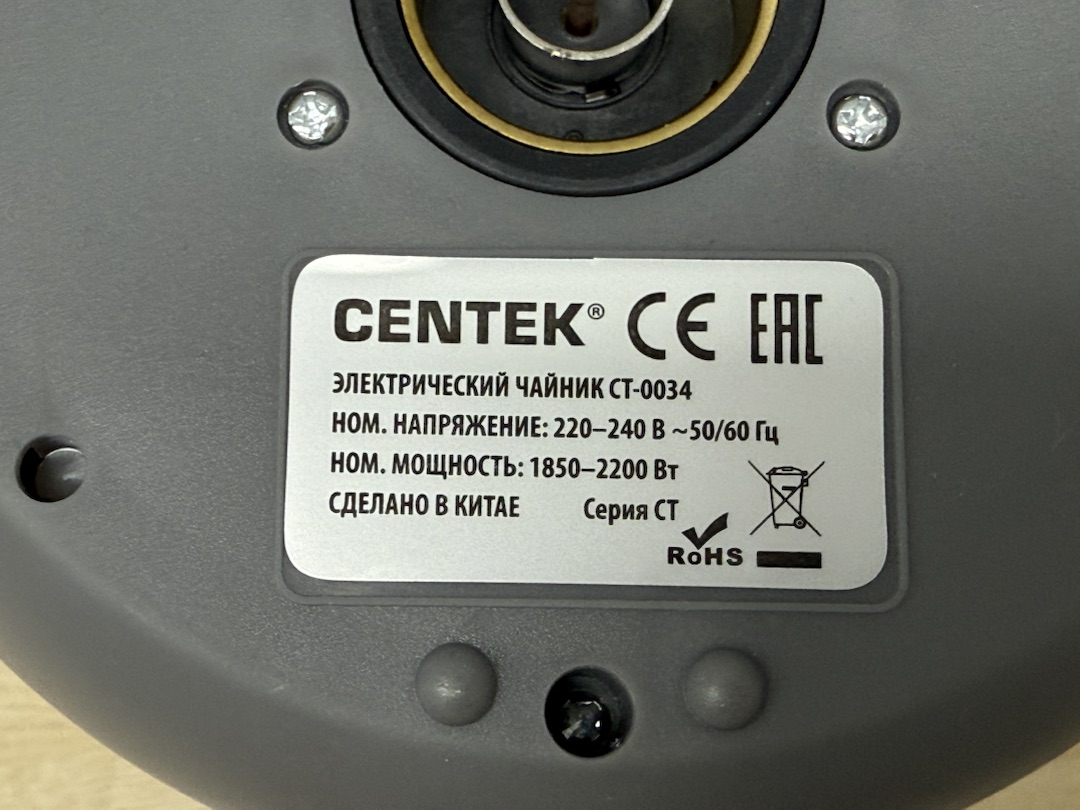 CENTEK® CE EAC
ЭЛЕКТРИЧЕСКИЙ ЧАЙНИК CT-0034
НОМ. НАПРЯЖЕНИЕ: 220–240 В ~50/60 Гц
НОМ. МОЩНОСТЬ: 1850–2200 Вт
СДЕЛАНО В КИТАЕ Серия СТ
RoHS